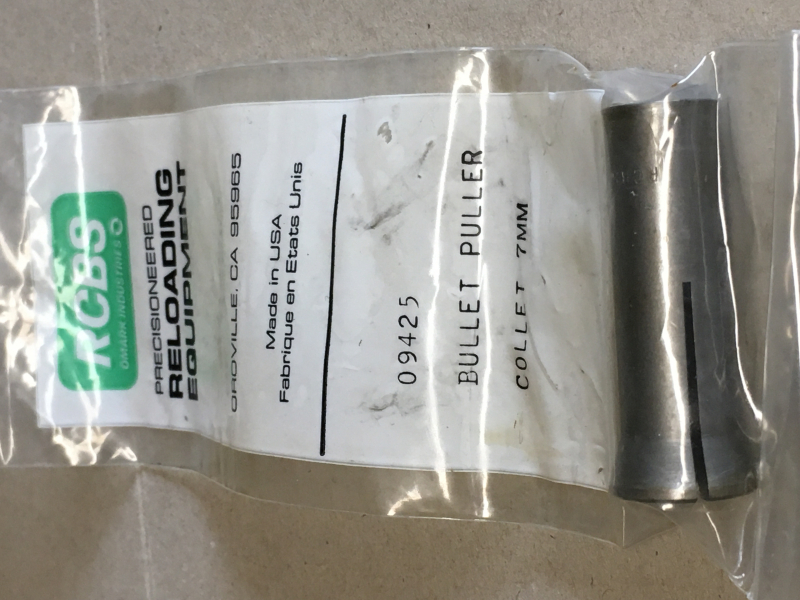 RCBS
OMARK INDUSTRIES
PRECISIONEERED
RELOADING
EQUIPMENT
OROVILLE, CA 95965
Made in USA
Fabrique en Etats Unis
09425
BULLET PULLER
COLLET 7MM